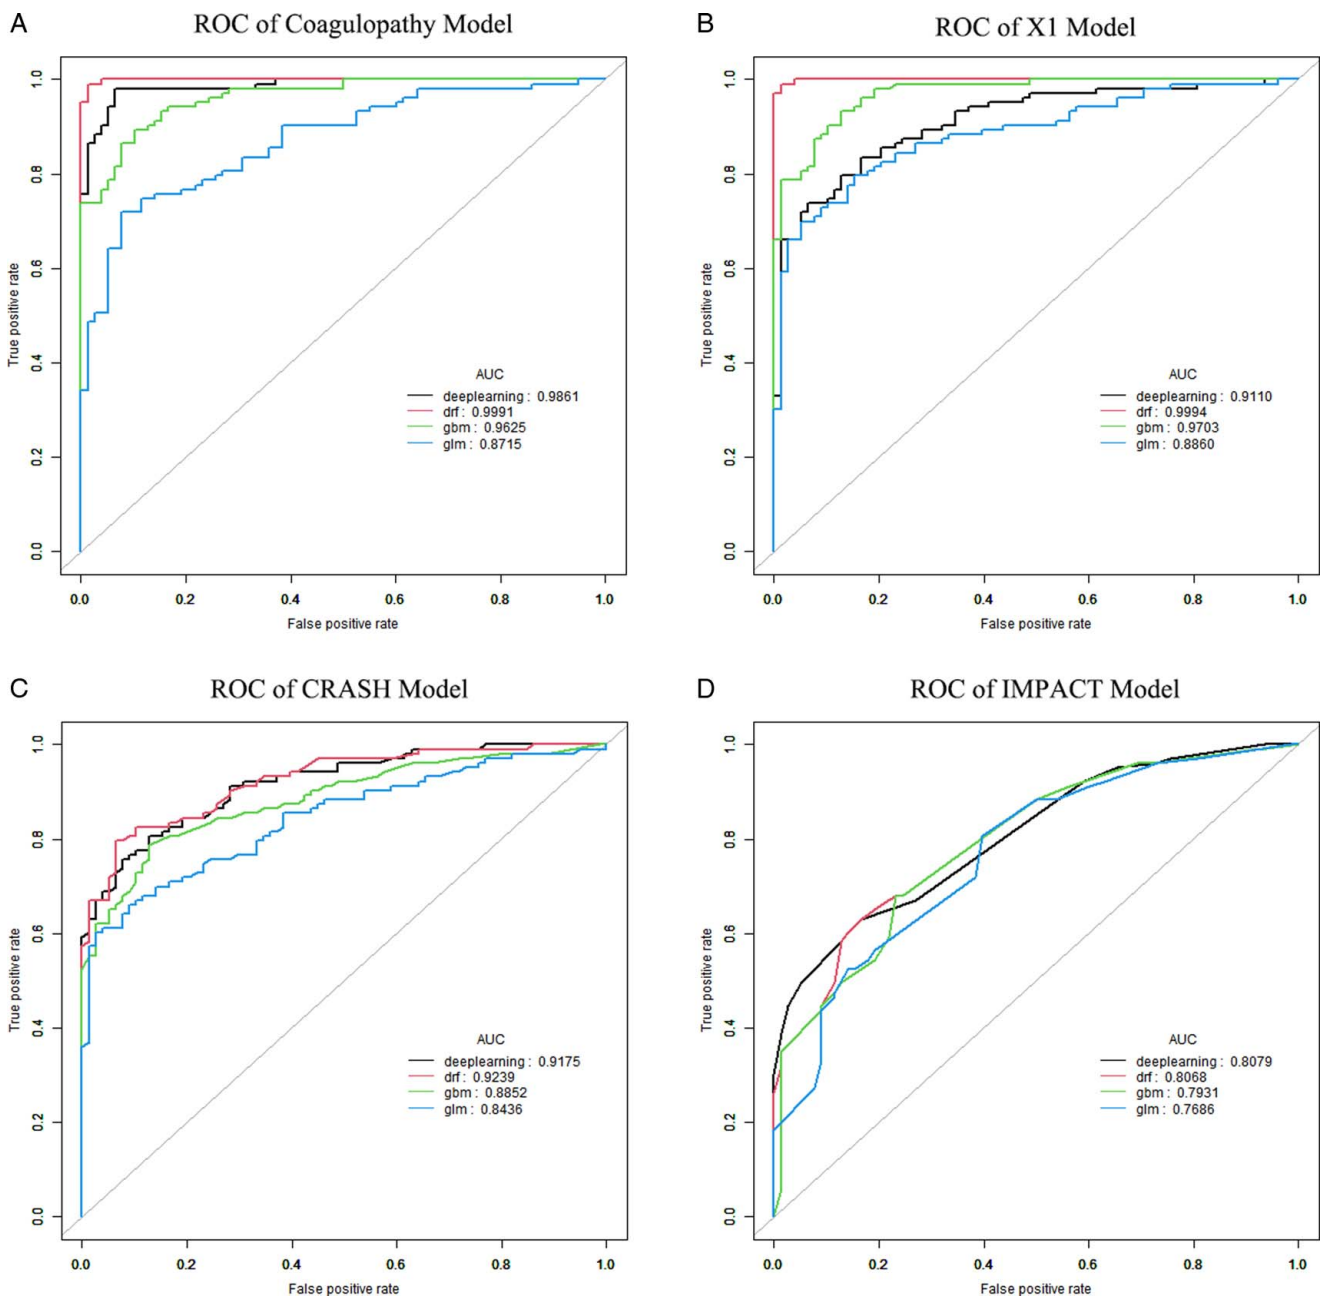 A
ROC of Coagulopathy Model
True positive rate
1.0
0.8
0.6
0.4
0.2
0.0
AUC
deeplearning : 0.9861
drf : 0.9991
gbm : 0.9625
glm : 0.8715
0.0 0.2 0.4 0.6 0.8 1.0
False positive rate
B
ROC of X1 Model
True positive rate
1.0
0.8
0.6
0.4
0.2
0.0
AUC
deeplearning : 0.9110
drf : 0.9994
gbm : 0.9703
glm : 0.8860
0.0 0.2 0.4 0.6 0.8 1.0
False positive rate
C
ROC of CRASH Model
True positive rate
1.0
0.8
0.6
0.4
0.2
0.0
AUC
deeplearning : 0.9175
drf : 0.9239
gbm : 0.8852
glm : 0.8436
0.0 0.2 0.4 0.6 0.8 1.0
False positive rate
D
ROC of IMPACT Model
True positive rate
1.0
0.8
0.6
0.4
0.2
0.0
AUC
deeplearning : 0.8079
drf : 0.8068
gbm : 0.7931
glm : 0.7686
0.0 0.2 0.4 0.6 0.8 1.0
False positive rate